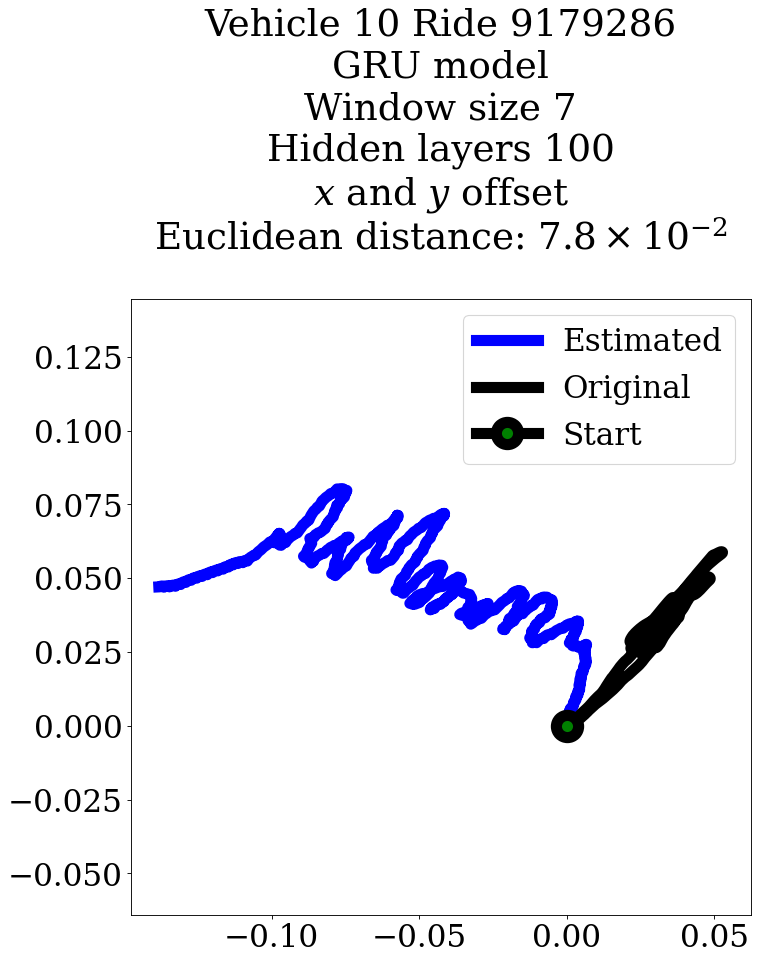 Vehicle 10 Ride 9179286
GRU model
Window size 7
Hidden layers 100
x and y offset
Euclidean distance: 7.8 × 10⁻²
Estimated
Original
Start
0.125
0.100
0.075
0.050
0.025
0.000
−0.025
−0.050
−0.10 −0.05 0.00 0.05